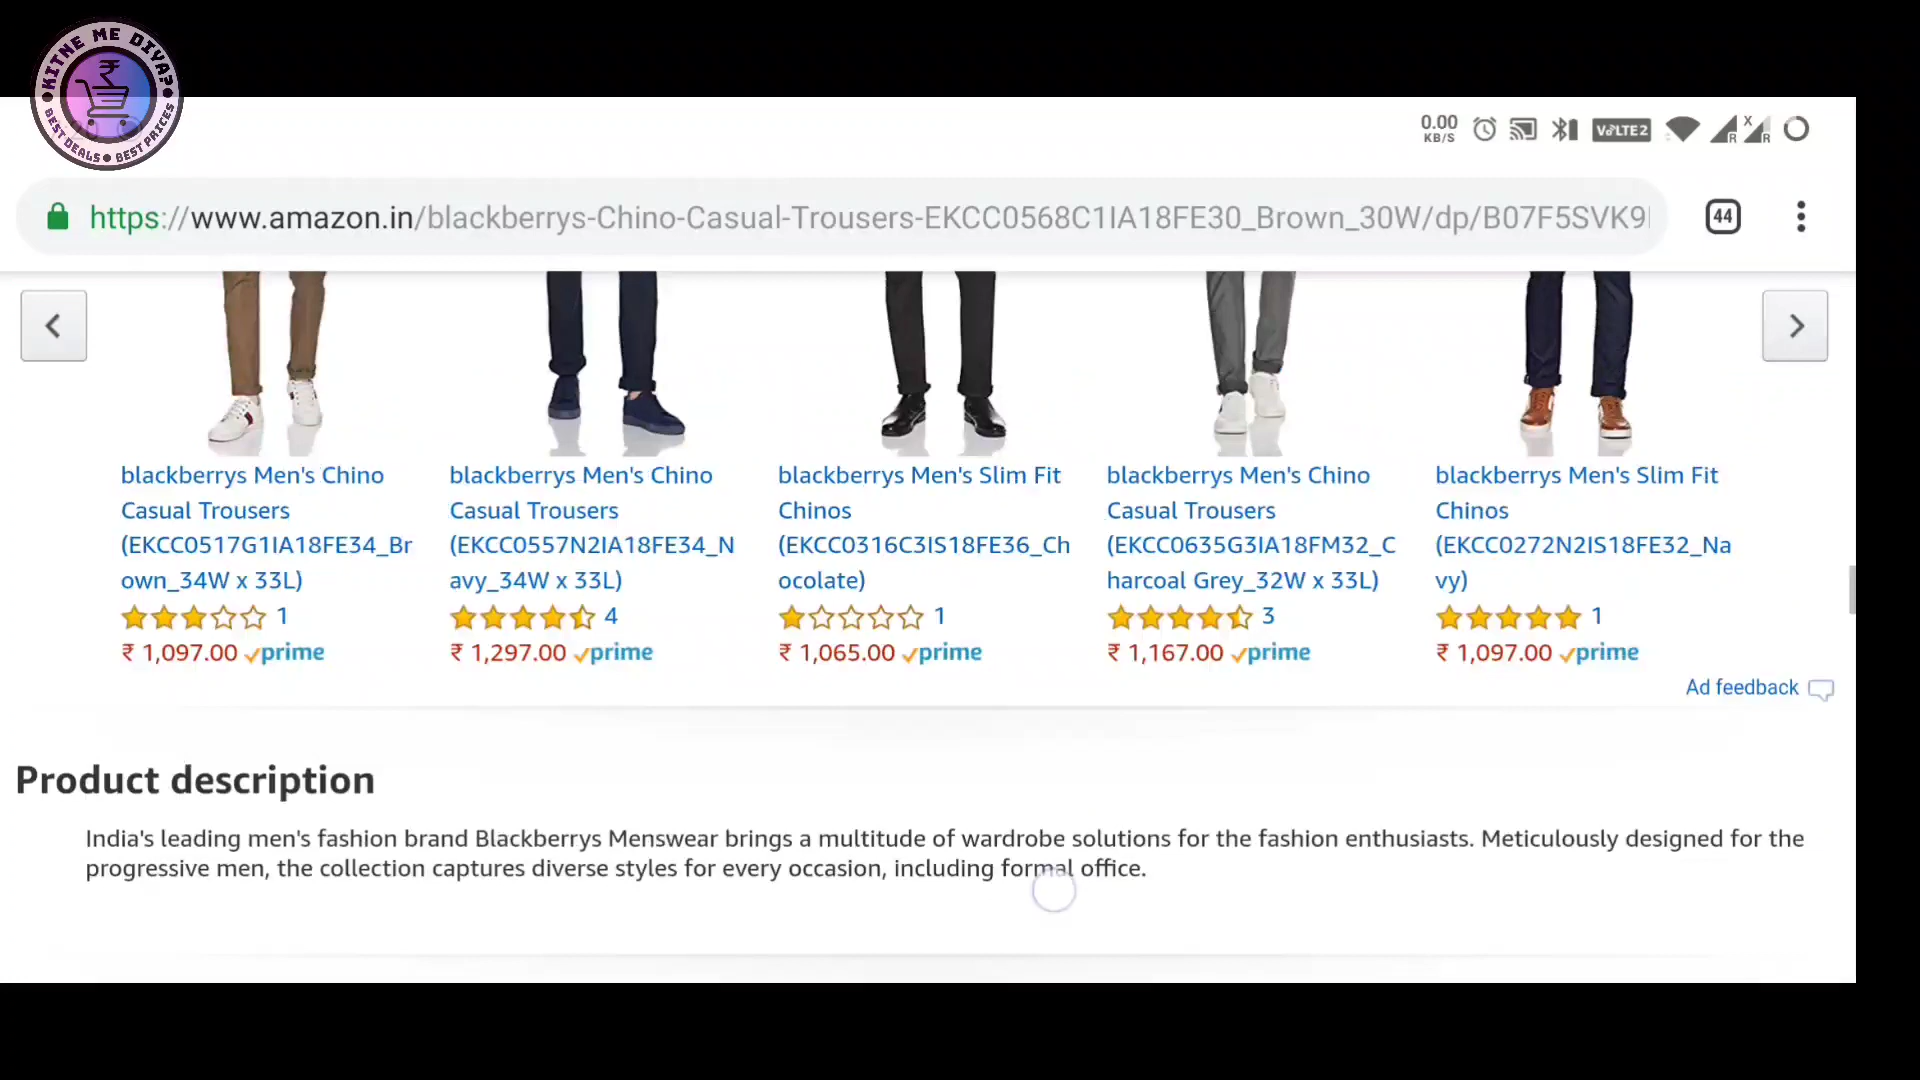 KITNE ME DIYA?
₹
BEST DEALS • BEST PRICES
0.00
KB/S
VoLTE2
R
X
R
https://www.amazon.in/blackberrys-Chino-Casual-Trousers-EKCC0568C1IA18FE30_Brown_30W/dp/B07F5SVK9
44
blackberrys Men's Chino
Casual Trousers
(EKCC0517G1IA18FE34_Br
own_34W x 33L)
1
₹ 1,097.00 prime
blackberrys Men's Chino
Casual Trousers
(EKCC0557N2IA18FE34_N
avy_34W x 33L)
4
₹ 1,297.00 prime
blackberrys Men's Slim Fit
Chinos
(EKCC0316C3IS18FE36_Ch
ocolate)
1
₹ 1,065.00 prime
blackberrys Men's Chino
Casual Trousers
(EKCC0635G3IA18FM32_C
harcoal Grey_32W x 33L)
3
₹ 1,167.00 prime
blackberrys Men's Slim Fit
Chinos
(EKCC0272N2IS18FE32_Na
vy)
1
₹ 1,097.00 prime
Ad feedback
Product description
India's leading men's fashion brand Blackberrys Menswear brings a multitude of wardrobe solutions for the fashion enthusiasts. Meticulously designed for the
progressive men, the collection captures diverse styles for every occasion, including formal office.